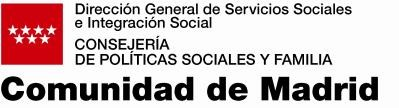 Dirección General de Servicios Sociales
e Integración Social
CONSEJERÍA
DE POLÍTICAS SOCIALES Y FAMILIA
Comunidad de Madrid